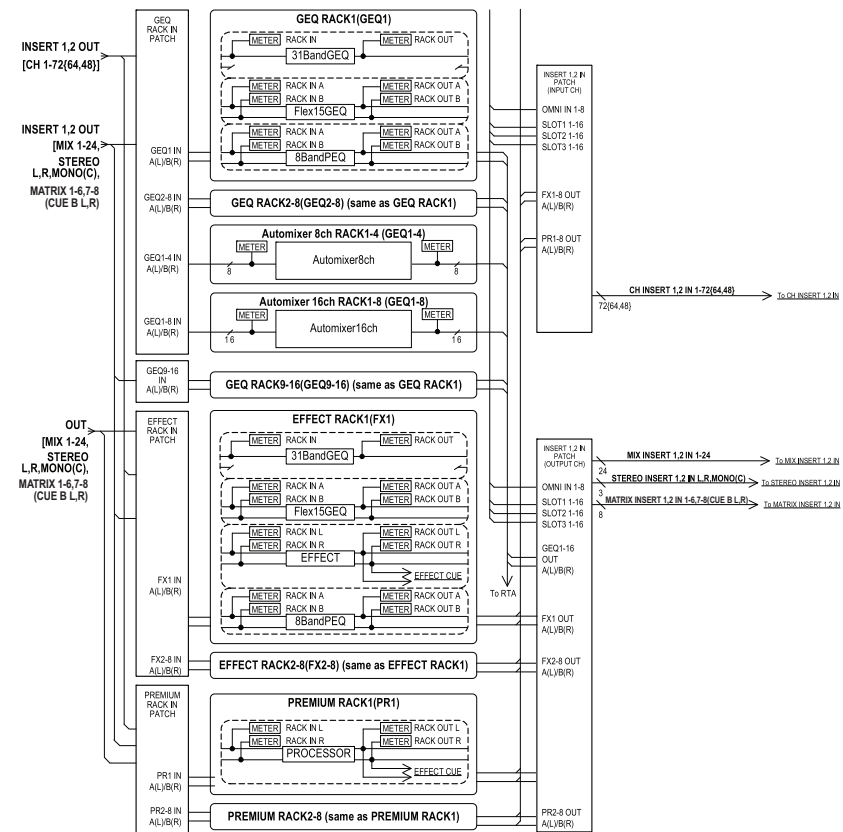 INSERT 1,2 OUT
[CH 1-72{64,48}]
INSERT 1,2 OUT
[MIX 1-24,
STEREO
L,R,MONO(C),
MATRIX 1-6,7-8
(CUE B L,R)
OUT
[MIX 1-24,
STEREO
L,R,MONO(C),
MATRIX 1-6,7-8
(CUE B L,R)
GEQ
RACK IN
PATCH
GEQ1 IN
A(L)/B(R)
GEQ2-8 IN
A(L)/B(R)
GEQ1-4 IN
A(L)/B(R)
GEQ1-8 IN
A(L)/B(R)
GEQ9-16
IN
A(L)/B(R)
EFFECT
RACK IN
PATCH
FX1 IN
A(L)/B(R)
FX2-8 IN
A(L)/B(R)
PREMIUM
RACK IN
PATCH
PR1 IN
A(L)/B(R)
PR2-8 IN
A(L)/B(R)
GEQ RACK1(GEQ1)
METER RACK IN METER RACK OUT
31BandGEQ
METER RACK IN A METER RACK OUT A
METER RACK IN B METER RACK OUT B
Flex15GEQ
METER RACK IN A METER RACK OUT A
METER RACK IN B METER RACK OUT B
8BandPEQ
GEQ RACK2-8(GEQ2-8) (same as GEQ RACK1)
Automixer 8ch RACK1-4 (GEQ1-4)
METER METER
Automixer8ch
8 8
Automixer 16ch RACK1-8 (GEQ1-8)
METER METER
Automixer16ch
16 16
GEQ RACK9-16(GEQ9-16) (same as GEQ RACK1)
EFFECT RACK1(FX1)
METER RACK IN METER RACK OUT
31BandGEQ
METER RACK IN A METER RACK OUT A
METER RACK IN B METER RACK OUT B
Flex15GEQ
METER RACK IN L METER RACK OUT L
METER RACK IN R METER RACK OUT R
EFFECT
EFFECT CUE
METER RACK IN A METER RACK OUT A
METER RACK IN B METER RACK OUT B
8BandPEQ
EFFECT RACK2-8(FX2-8) (same as EFFECT RACK1)
PREMIUM RACK1(PR1)
METER RACK IN L METER RACK OUT L
METER RACK IN R METER RACK OUT R
PROCESSOR
EFFECT CUE
PREMIUM RACK2-8 (same as PREMIUM RACK1)
To RTA
INSERT 1,2 IN
PATCH
(INPUT CH)
OMNI IN 1-8
SLOT1 1-16
SLOT2 1-16
SLOT3 1-16
FX1-8 OUT
A(L)/B(R)
PR1-8 OUT
A(L)/B(R)
CH INSERT 1,2 IN 1-72{64,48}
72{64,48}
To CH INSERT 1,2 IN
INSERT 1,2 IN
PATCH
(OUTPUT CH)
OMNI IN 1-8
SLOT1 1-16
SLOT2 1-16
SLOT3 1-16
GEQ1-16
OUT
A(L)/B(R)
FX1 OUT
A(L)/B(R)
FX2-8 OUT
A(L)/B(R)
PR2-8 OUT
A(L)/B(R)
MIX INSERT 1,2 IN 1-24
24
To MIX INSERT 1,2 IN
STEREO INSERT 1,2 IN L,R,MONO(C)
3
To STEREO INSERT 1,2 IN
MATRIX INSERT 1,2 IN 1-6,7-8(CUE B L,R)
8
To MATRIX INSERT 1,2 IN